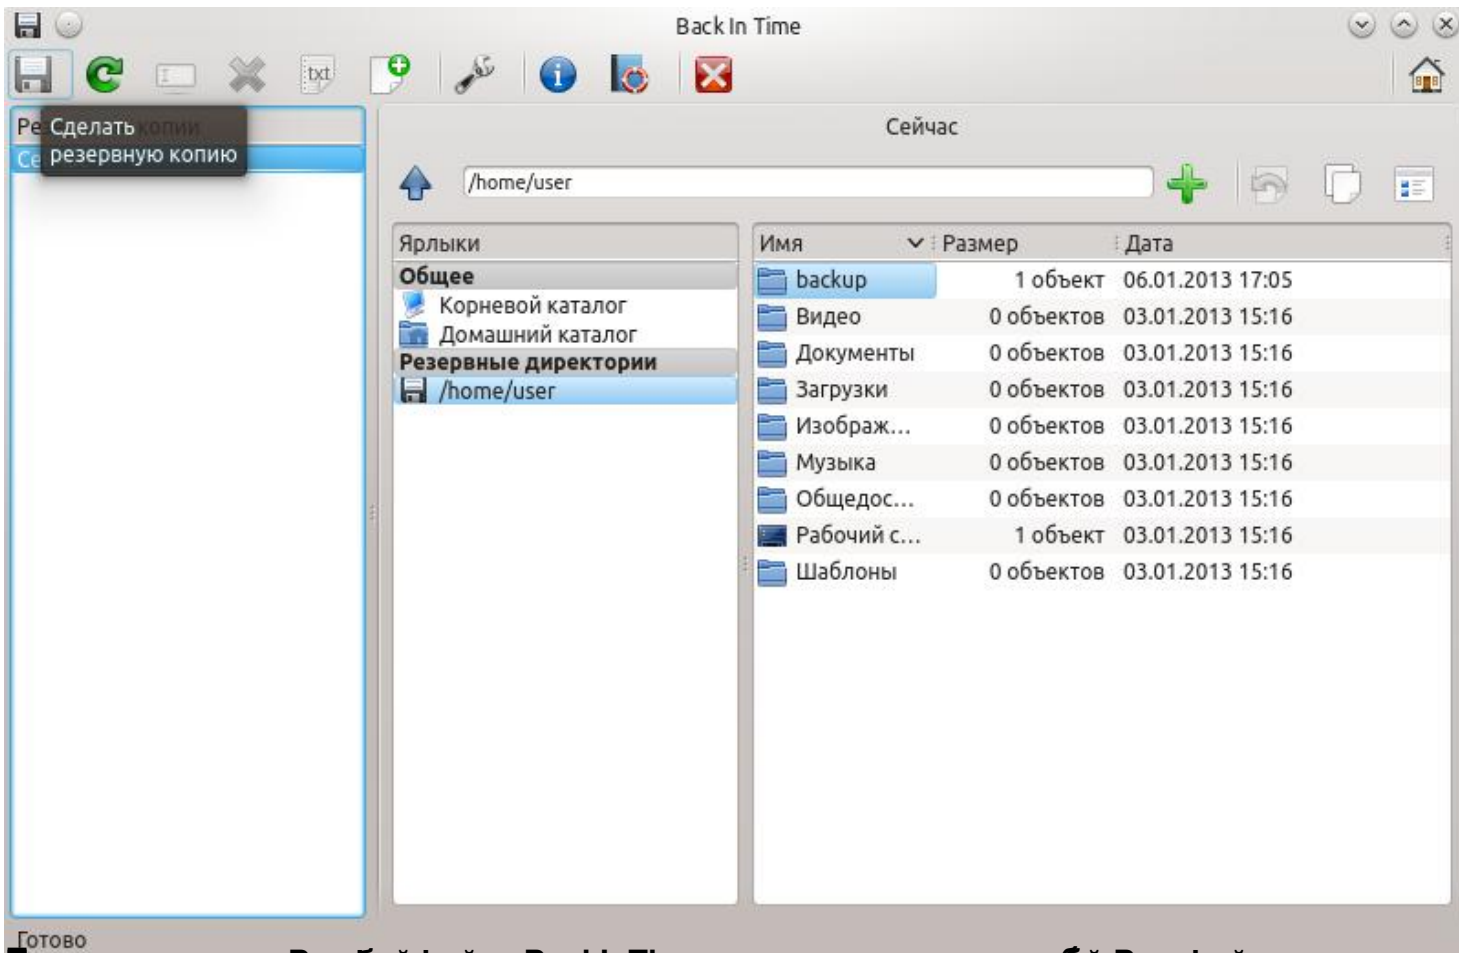 Back In Time
txt
Сделать
резервную копию
Сейчас
/home/user
Ярлыки
Общее
Корневой каталог
Домашний каталог
Резервные директории
/home/user
Имя Размер Дата
backup 1 объект 06.01.2013 17:05
Видео 0 объектов 03.01.2013 15:16
Документы 0 объектов 03.01.2013 15:16
Загрузки 0 объектов 03.01.2013 15:16
Изображ... 0 объектов 03.01.2013 15:16
Музыка 0 объектов 03.01.2013 15:16
Общедос... 0 объектов 03.01.2013 15:16
Рабочий с... 1 объект 03.01.2013 15:16
Шаблоны 0 объектов 03.01.2013 15:16
Готово